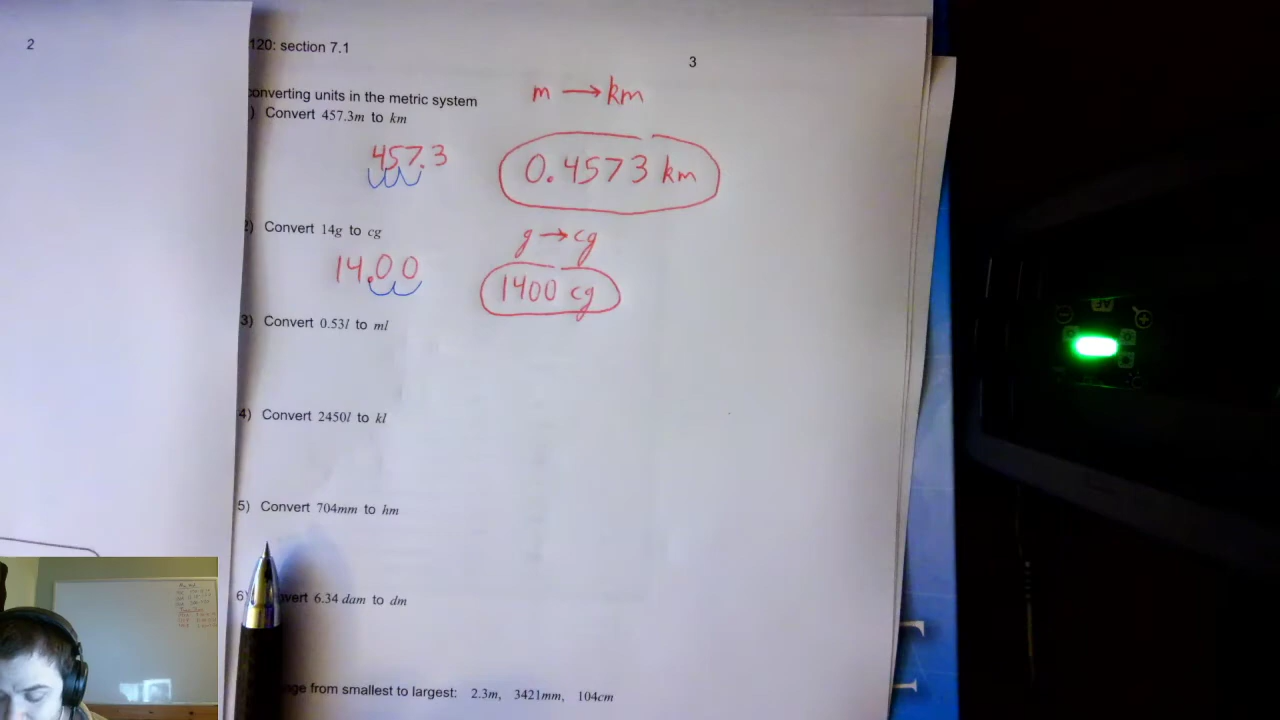 2
120: section 7.1
3
converting units in the metric system
m → km
) Convert 457.3m to km
457.3
0.4573 km
2) Convert 14g to cg
g → cg
14.00
1400 cg
3) Convert 0.53l to ml
4) Convert 2450l to kl
5) Convert 704mm to hm
6) nvert 6.34 dam to dm
nge from smallest to largest: 2.3m, 3421mm, 104cm